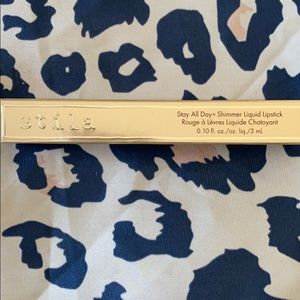 stila
Stay All Day® Shimmer Liquid Lipstick
Rouge à Lèvres Liquide Chatoyant
0.10 fl. oz./oz. liq./3 mL